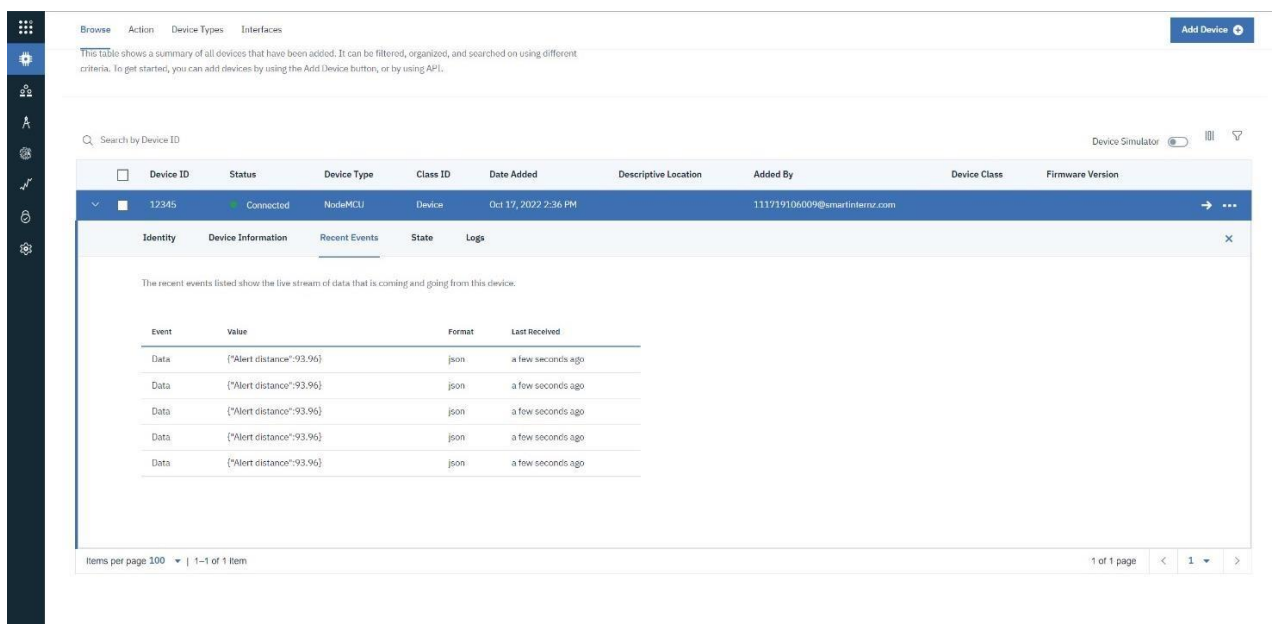 Browse Action Device Types Interfaces Add Device
This table shows a summary of all devices that have been added. It can be filtered, organized, and searched on using different
criteria. To get started, you can add devices by using the Add Device button, or by using API.
Search by Device ID Device Simulator
Device ID Status Device Type Class ID Date Added Descriptive Location Added By Device Class Firmware Version
12345 Connected NodeMCU Device Oct 17, 2022 2:36 PM 111719106009@smartinternz.com
Identity Device Information Recent Events State Logs
The recent events listed show the live stream of data that is coming and going from this device.
Event Value Format Last Received
Data {"Alert distance":93.96} json a few seconds ago
Data {"Alert distance":93.96} json a few seconds ago
Data {"Alert distance":93.96} json a few seconds ago
Data {"Alert distance":93.96} json a few seconds ago
Data {"Alert distance":93.96} json a few seconds ago
Items per page 100 | 1–1 of 1 item 1 of 1 page 1